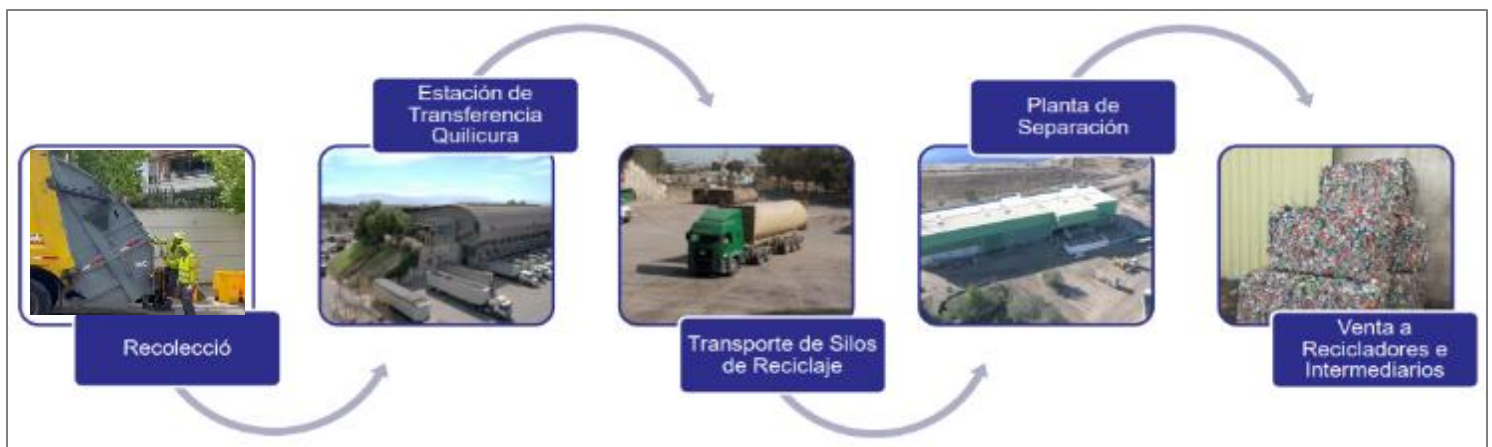 Recolecció
Estación de
Transferencia
Quilicura
Transporte de Silos
de Reciclaje
Planta de
Separación
Venta a
Recicladores e
Intermediarios